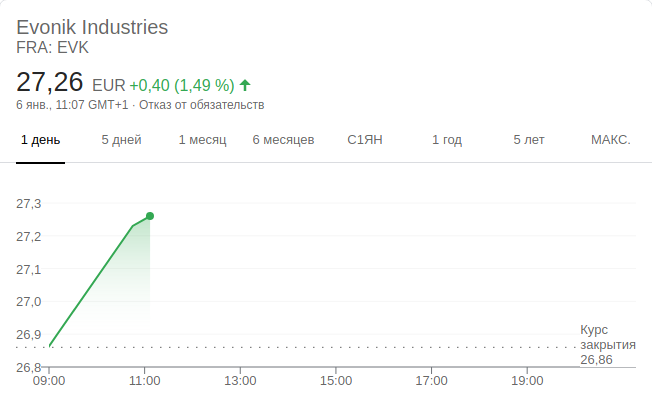 Evonik Industries
FRA: EVK
27,26 EUR +0,40 (1,49 %)
6 янв., 11:07 GMT+1 · Отказ от обязательств
1 день 5 дней 1 месяц 6 месяцев С1ЯН 1 год 5 лет МАКС.
27,3
27,2
27,1
27,0
26,9
26,8
Курс
закрытия
26,86
09:00 11:00 13:00 15:00 17:00 19:00